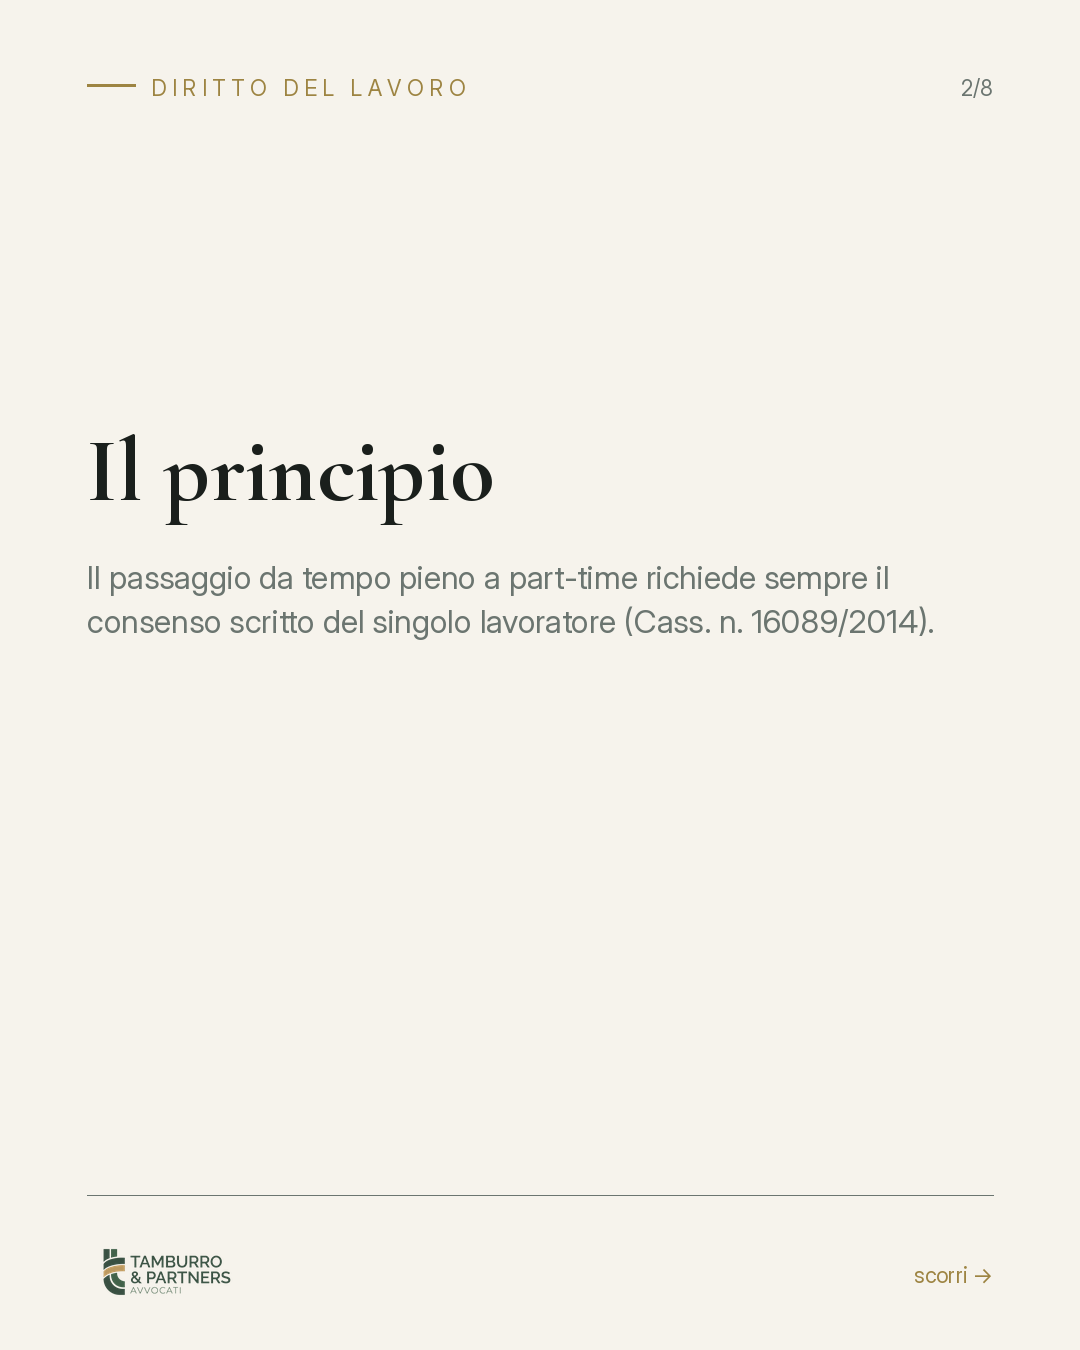 DIRITTO DEL LAVORO
2/8
Il principio
Il passaggio da tempo pieno a part-time richiede sempre il
consenso scritto del singolo lavoratore (Cass. n. 16089/2014).
TAMBURRO
& PARTNERS
AVVOCATI
scorri →